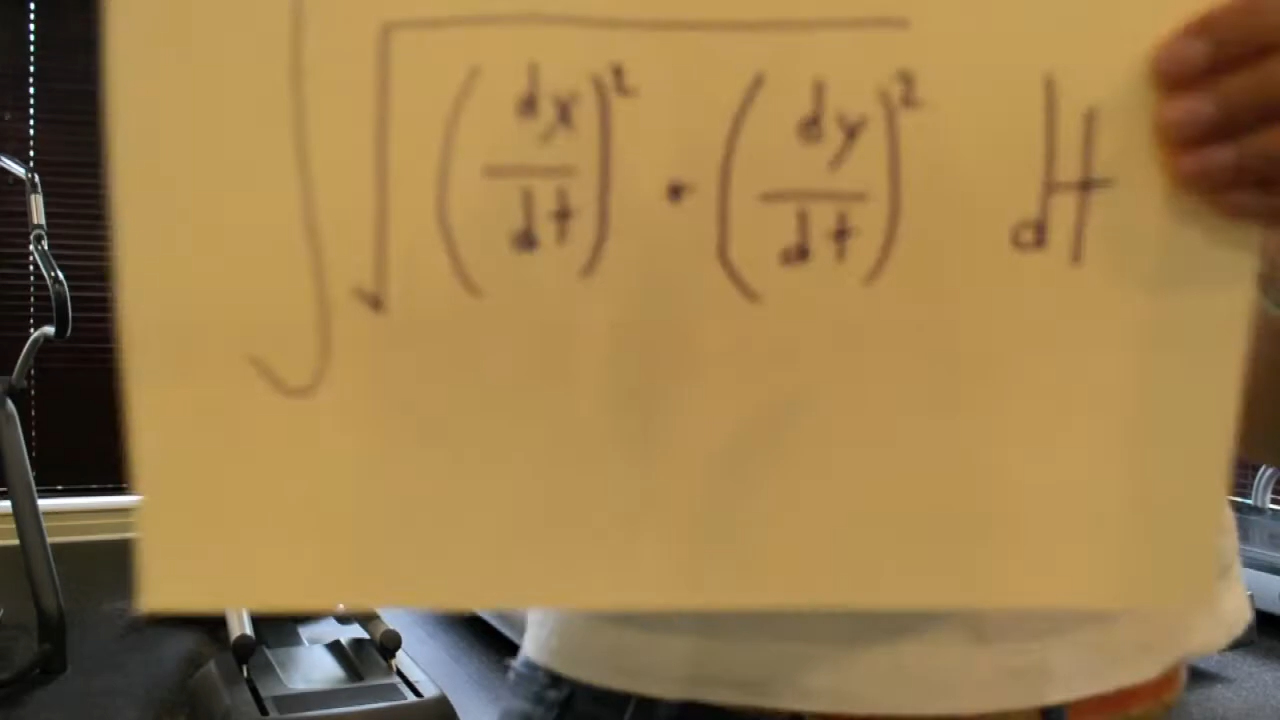 ∫ √((dx/dt)² · (dy/dt)²) dt